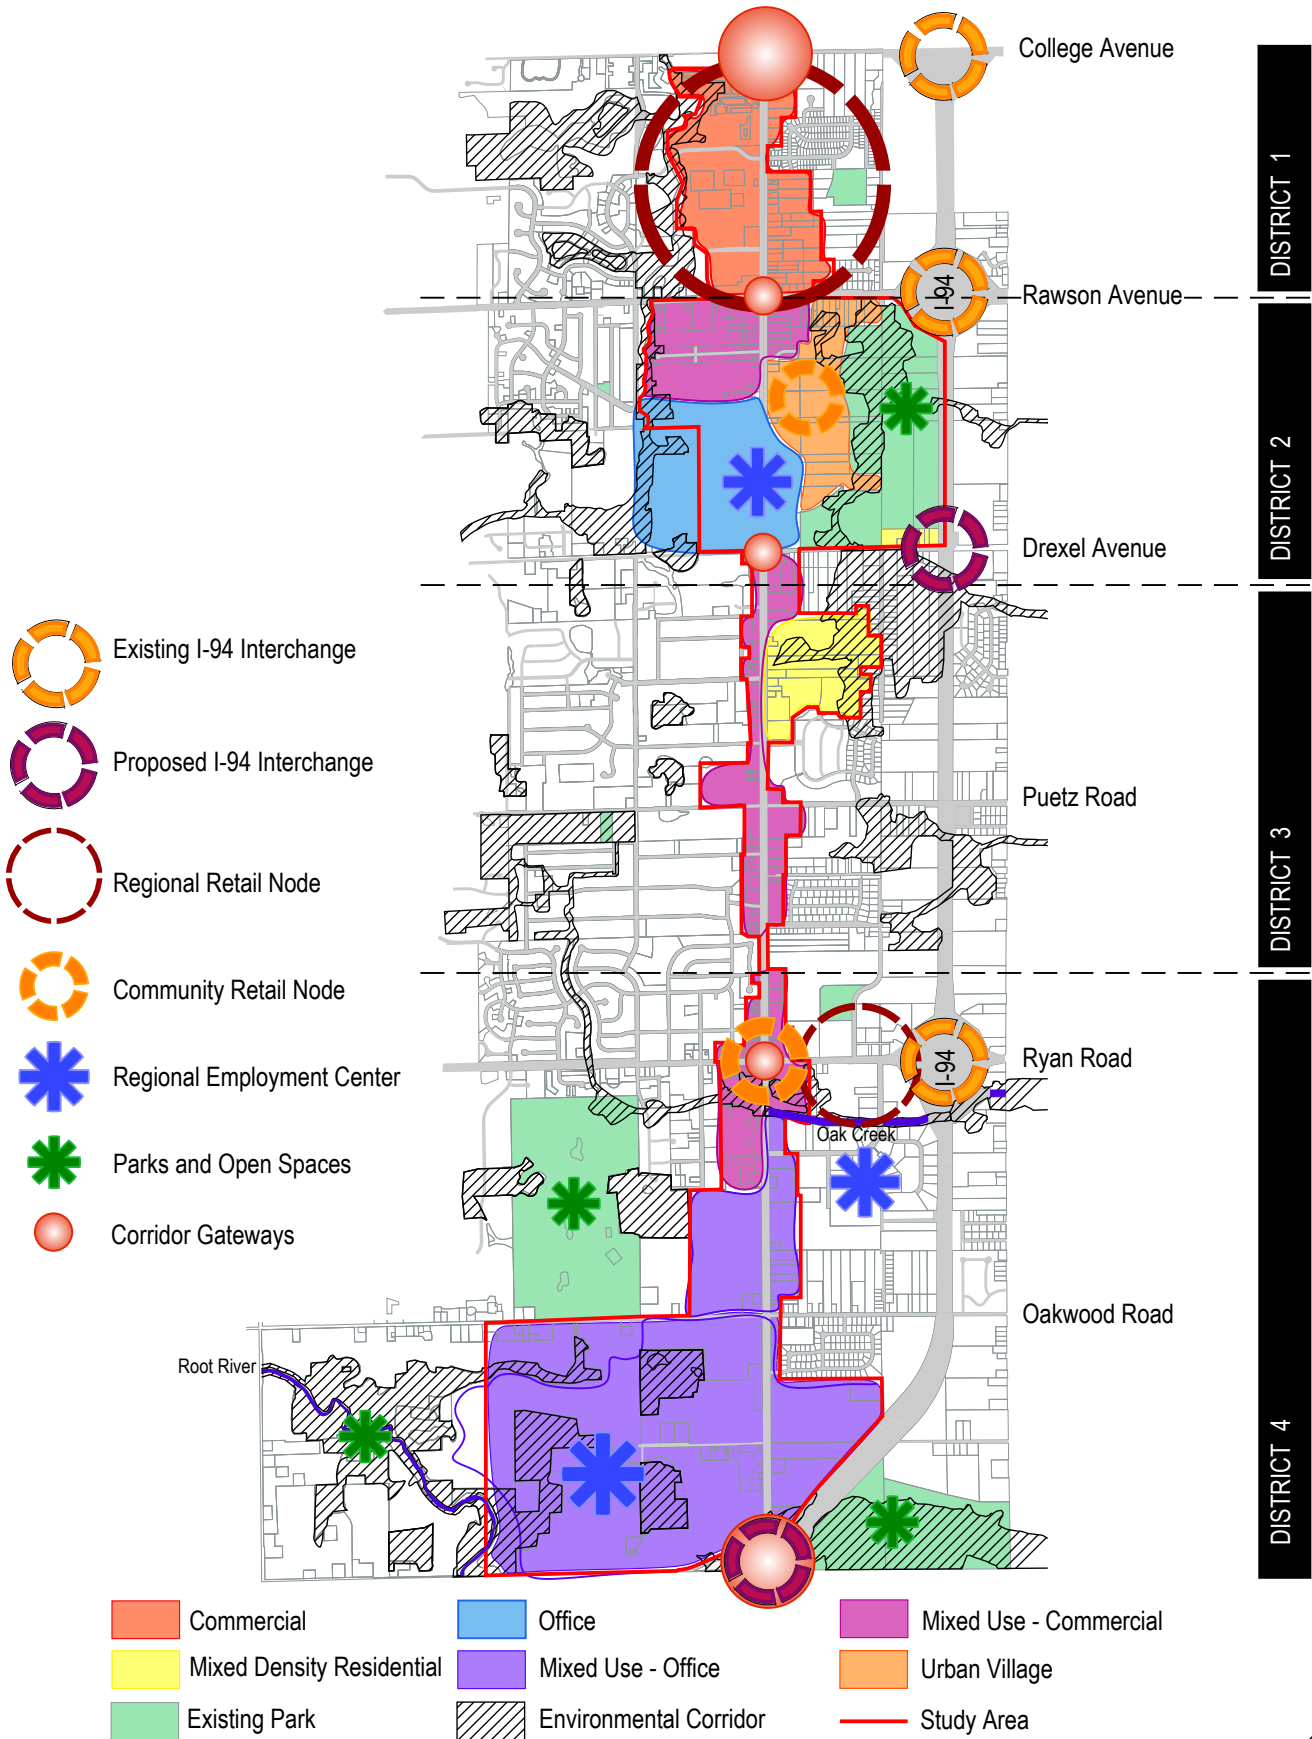 College Avenue
DISTRICT 1
I-94
Rawson Avenue
DISTRICT 2
Drexel Avenue
Existing I-94 Interchange
Proposed I-94 Interchange
Puetz Road
Regional Retail Node
DISTRICT 3
Community Retail Node
Ryan Road
I-94
Regional Employment Center
Oak Creek
Parks and Open Spaces
Corridor Gateways
Oakwood Road
Root River
DISTRICT 4
Commercial
Office
Mixed Use - Commercial
Mixed Density Residential
Mixed Use - Office
Urban Village
Existing Park
Environmental Corridor
Study Area